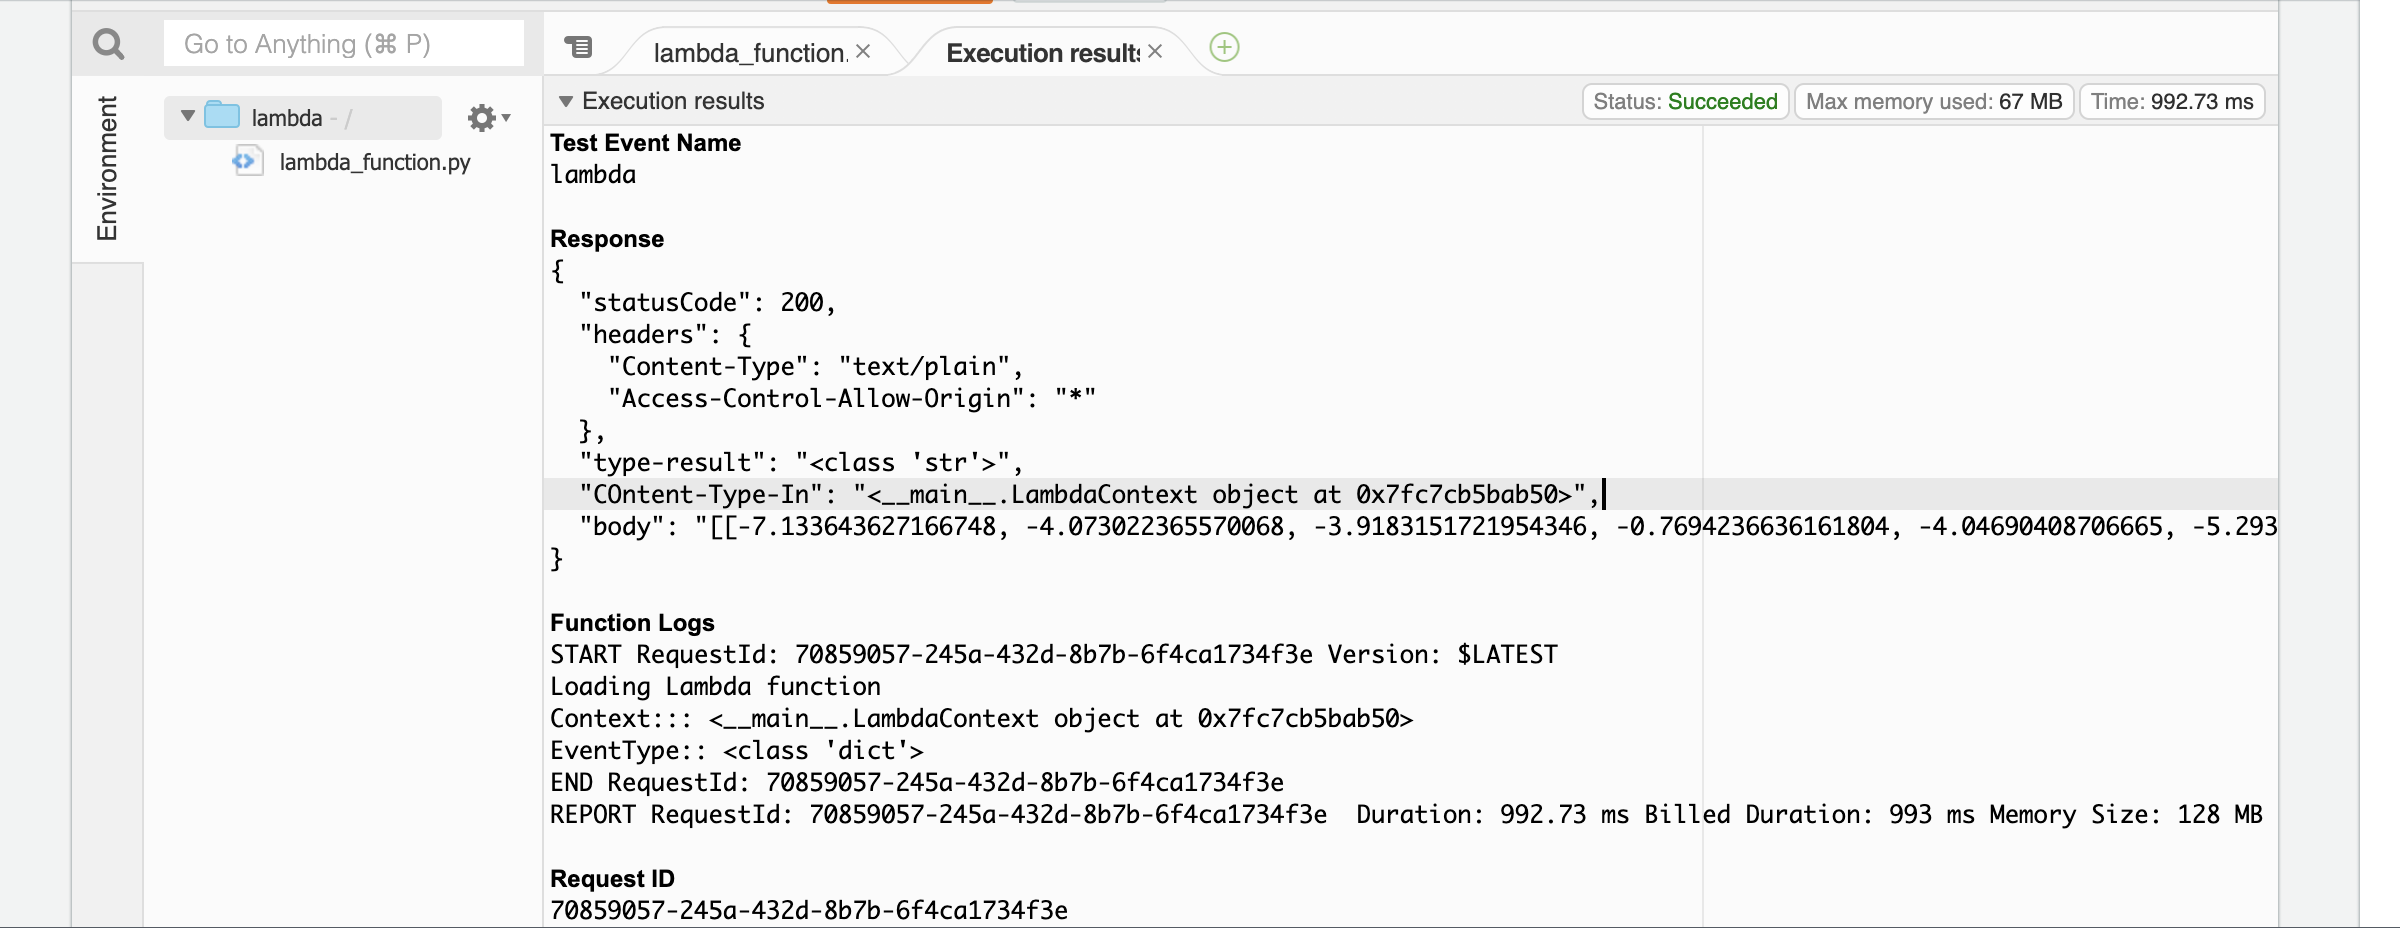 Go to Anything (⌘ P)
lambda_function.
Execution results
Environment
lambda - /
lambda_function.py
Execution results
Status: Succeeded
Max memory used: 67 MB
Time: 992.73 ms
Test Event Name
lambda
Response
{
"statusCode": 200,
"headers": {
"Content-Type": "text/plain",
"Access-Control-Allow-Origin": "*"
},
"type-result": "<class 'str'>",
"COntent-Type-In": "<__main__.LambdaContext object at 0x7fc7cb5bab50>",
"body": "[[-7.133643627166748, -4.073022365570068, -3.9183151721954346, -0.7694236636161804, -4.04690408706665, -5.293
}
Function Logs
START RequestId: 70859057-245a-432d-8b7b-6f4ca1734f3e Version: $LATEST
Loading Lambda function
Context::: <__main__.LambdaContext object at 0x7fc7cb5bab50>
EventType:: <class 'dict'>
END RequestId: 70859057-245a-432d-8b7b-6f4ca1734f3e
REPORT RequestId: 70859057-245a-432d-8b7b-6f4ca1734f3e  Duration: 992.73 ms Billed Duration: 993 ms Memory Size: 128 MB
Request ID
70859057-245a-432d-8b7b-6f4ca1734f3e